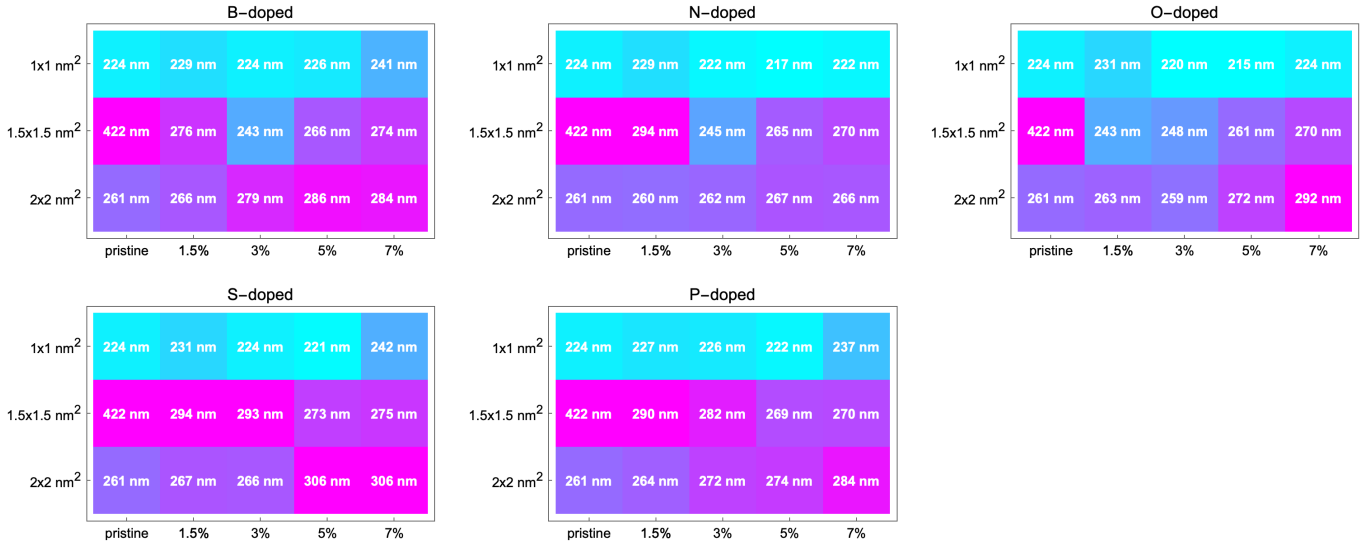 B-doped
1x1 nm² 224 nm 229 nm 224 nm 226 nm 241 nm
1.5x1.5 nm² 422 nm 276 nm 243 nm 266 nm 274 nm
2x2 nm² 261 nm 266 nm 279 nm 286 nm 284 nm
pristine 1.5% 3% 5% 7%
N-doped
1x1 nm² 224 nm 229 nm 222 nm 217 nm 222 nm
1.5x1.5 nm² 422 nm 294 nm 245 nm 265 nm 270 nm
2x2 nm² 261 nm 260 nm 262 nm 267 nm 266 nm
pristine 1.5% 3% 5% 7%
O-doped
1x1 nm² 224 nm 231 nm 220 nm 215 nm 224 nm
1.5x1.5 nm² 422 nm 243 nm 248 nm 261 nm 270 nm
2x2 nm² 261 nm 263 nm 259 nm 272 nm 292 nm
pristine 1.5% 3% 5% 7%
S-doped
1x1 nm² 224 nm 231 nm 224 nm 221 nm 242 nm
1.5x1.5 nm² 422 nm 294 nm 293 nm 273 nm 275 nm
2x2 nm² 261 nm 267 nm 266 nm 306 nm 306 nm
pristine 1.5% 3% 5% 7%
P-doped
1x1 nm² 224 nm 227 nm 226 nm 222 nm 237 nm
1.5x1.5 nm² 422 nm 290 nm 282 nm 269 nm 270 nm
2x2 nm² 261 nm 264 nm 272 nm 274 nm 284 nm
pristine 1.5% 3% 5% 7%